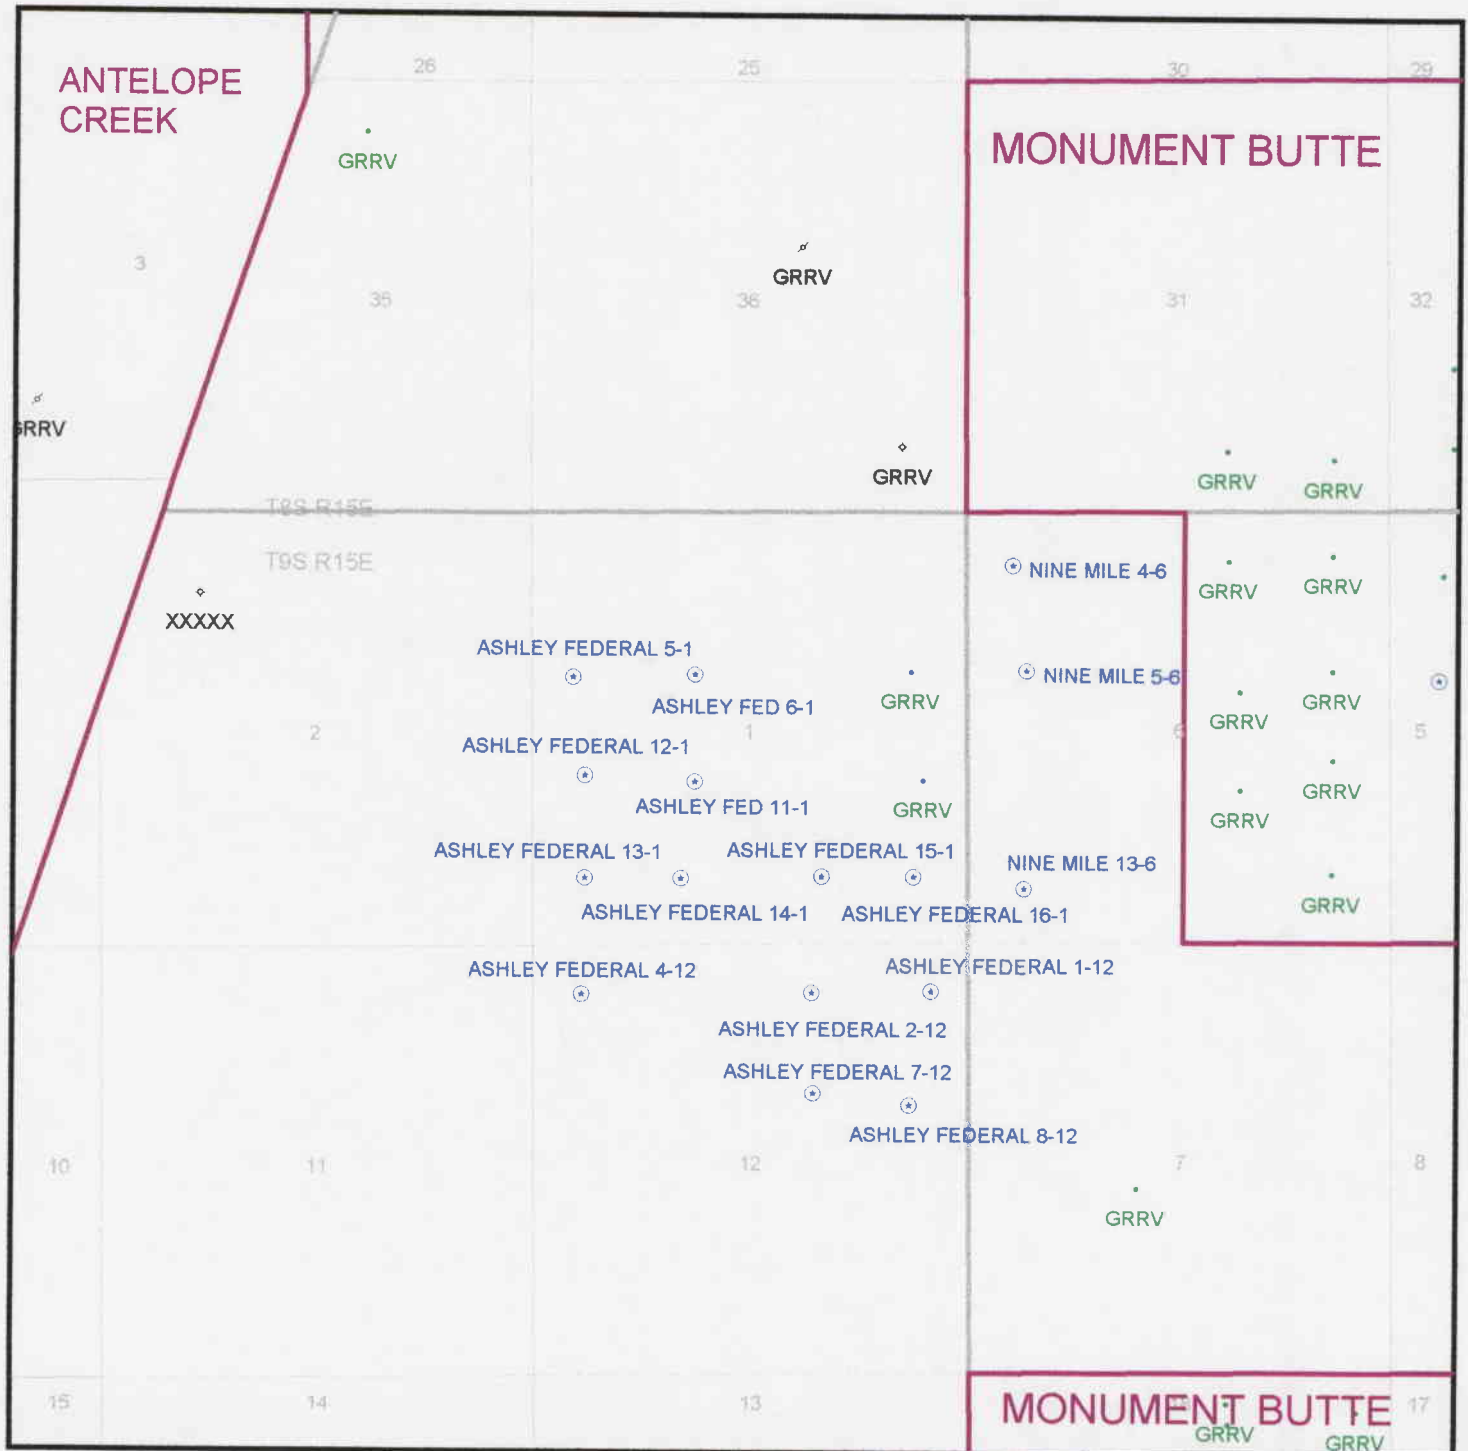 26
25
30
29
ANTELOPE
CREEK
MONUMENT BUTTE
GRRV
3
GRRV
35
36
31
32
GRRV
GRRV
GRRV
GRRV
T8S R15E
T9S R15E
NINE MILE 4-6
GRRV
GRRV
XXXXX
ASHLEY FEDERAL 5-1
NINE MILE 5-6
ASHLEY FED 6-1
GRRV
GRRV
GRRV
2
1
6
5
ASHLEY FEDERAL 12-1
GRRV
ASHLEY FED 11-1
GRRV
GRRV
ASHLEY FEDERAL 13-1
ASHLEY FEDERAL 15-1
NINE MILE 13-6
ASHLEY FEDERAL 14-1
ASHLEY FEDERAL 16-1
GRRV
ASHLEY FEDERAL 4-12
ASHLEY FEDERAL 1-12
ASHLEY FEDERAL 2-12
ASHLEY FEDERAL 7-12
ASHLEY FEDERAL 8-12
10
11
12
7
8
GRRV
15
14
13
MONUMENT BUTTE
17
GRRV
GRRV